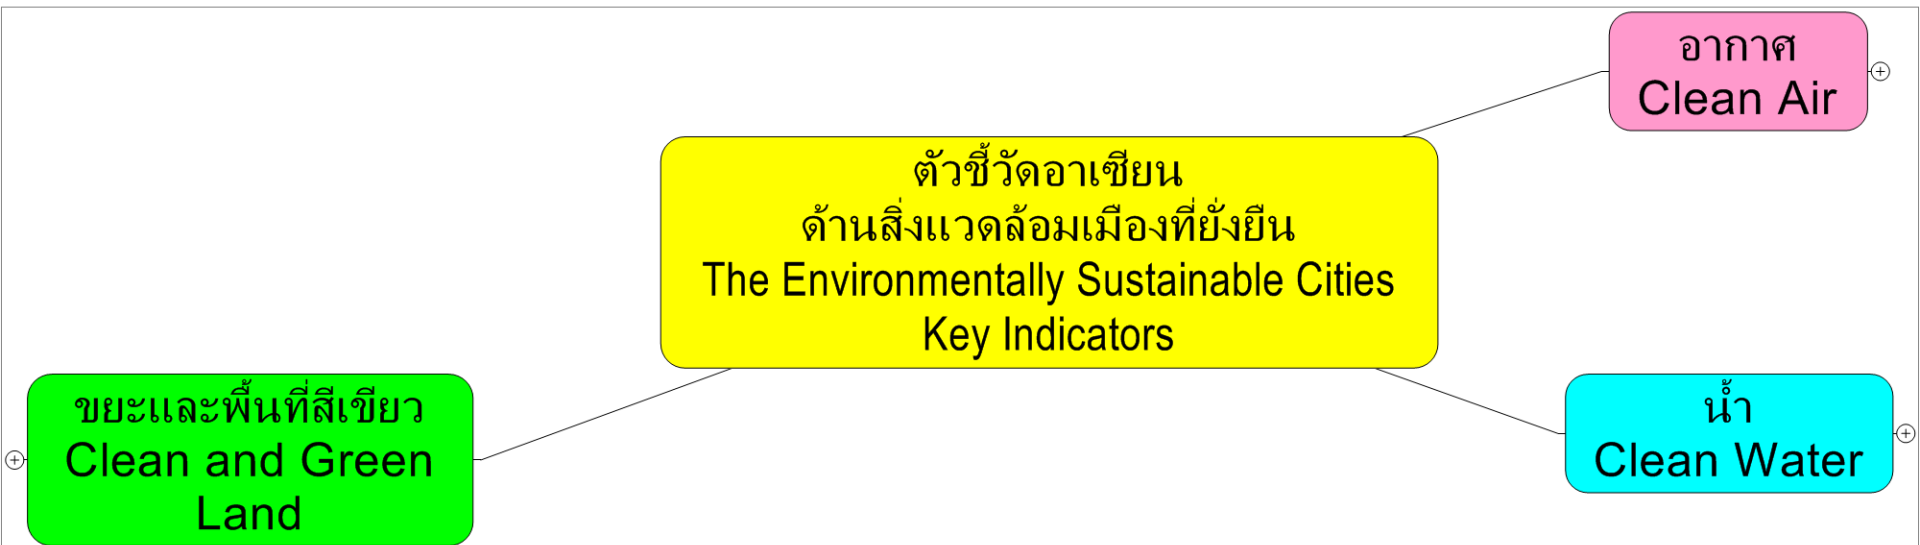 อากาศ
Clean Air
ตัวชี้วัดอาเซียน
ด้านสิ่งแวดล้อมเมืองที่ยั่งยืน
The Environmentally Sustainable Cities
Key Indicators
ขยะและพื้นที่สีเขียว
Clean and Green
Land
น้ำ
Clean Water